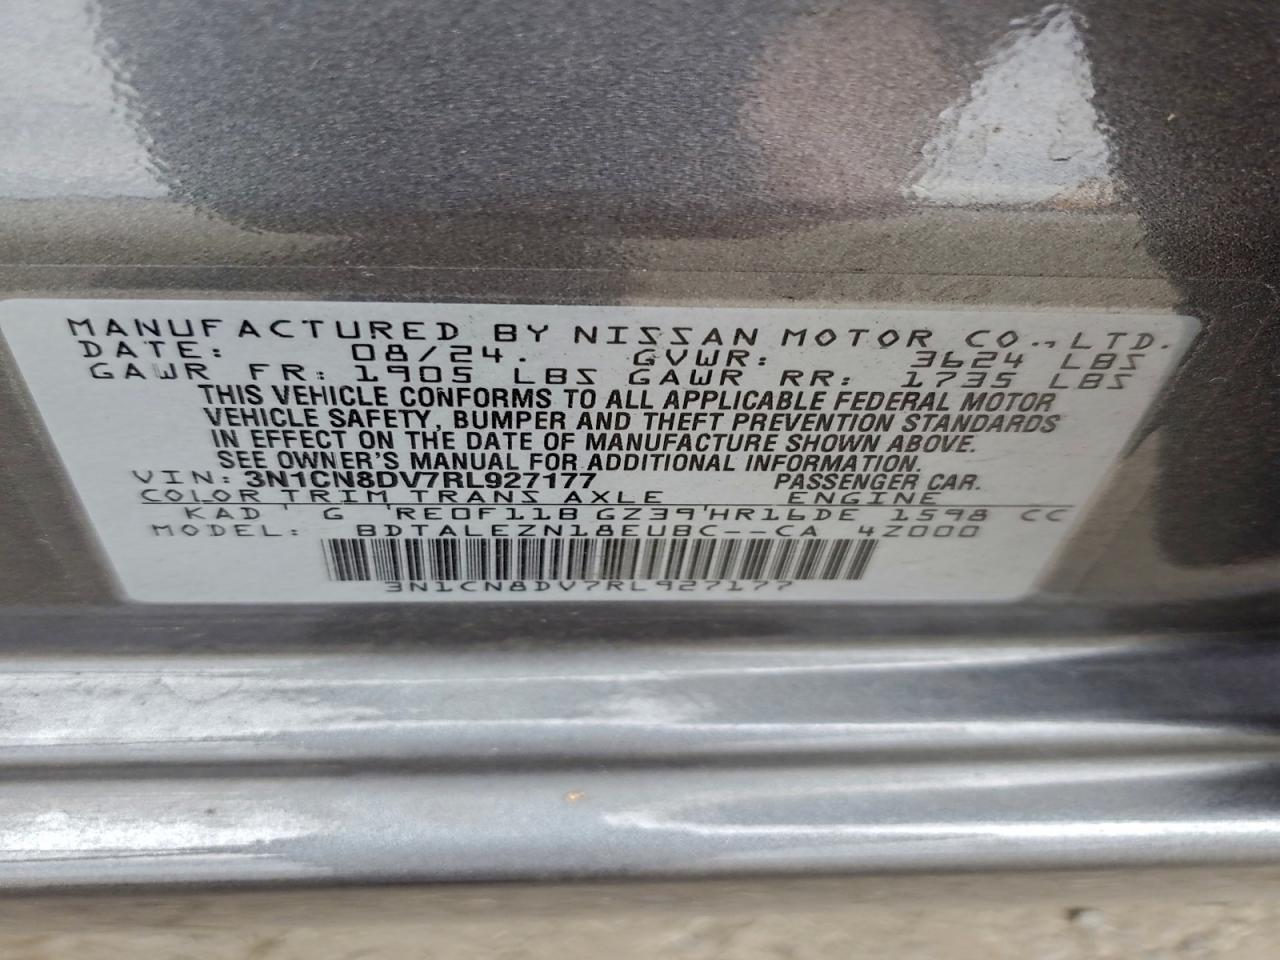 MANUFACTURED BY NISSAN MOTOR CO., LTD.
DATE: 08/24. GVWR: 3624 LBS
GAWR FR: 1905 LBS GAWR RR: 1735 LBS
THIS VEHICLE CONFORMS TO ALL APPLICABLE FEDERAL MOTOR
VEHICLE SAFETY, BUMPER AND THEFT PREVENTION STANDARDS
IN EFFECT ON THE DATE OF MANUFACTURE SHOWN ABOVE.
SEE OWNER'S MANUAL FOR ADDITIONAL INFORMATION.
VIN: 3N1CN8DV7RL927177 PASSENGER CAR.
COLOR TRIM TRANS AXLE ENGINE
KAD ' G 'RE0F11B GZ39'HR16DE 1598 CC
MODEL: BDTALEZN18EUBC--CA 4Z000
3N1CN8DV7RL927177